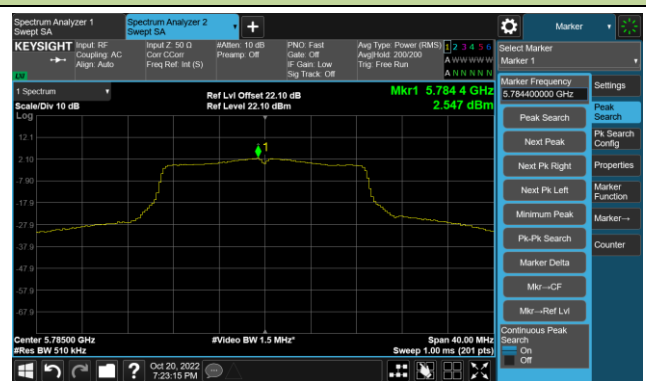 Spectrum Analyzer 1
Swept SA
Spectrum Analyzer 2
Swept SA
+
Marker
KEYSIGHT
Input: RF
Coupling: AC
Align: Auto
Input Z: 50 Ω
Corr CCorr
Freq Ref: Int (S)
#Atten: 10 dB
Preamp: Off
PNO: Fast
Gate: Off
IF Gain: Low
Sig Track: Off
Avg Type: Power (RMS)
Avg|Hold: 200/200
Trig: Free Run
1 2 3 4 5 6
A W W W W W
A N N N N N
LW
Select Marker
Marker 1
1 Spectrum
Scale/Div 10 dB
Log
Ref Lvl Offset 22.10 dB
Ref Level 22.10 dBm
Mkr1 5.784 4 GHz
2.547 dBm
12.1
2.10
-7.90
-17.9
-27.9
-37.9
-47.9
-57.9
-67.9
1
Center 5.78500 GHz
#Res BW 510 kHz
#Video BW 1.5 MHz*
Span 40.00 MHz
Sweep 1.00 ms (201 pts)
Marker Frequency
5.784400000 GHz
Peak Search
Next Peak
Next Pk Right
Next Pk Left
Minimum Peak
Pk-Pk Search
Marker Delta
Mkr→CF
Mkr→Ref Lvl
Continuous Peak
Search
On
Off
Settings
Peak
Search
Pk Search
Config
Properties
Marker
Function
Marker→
Counter
?
Oct 20, 2022
7:23:15 PM